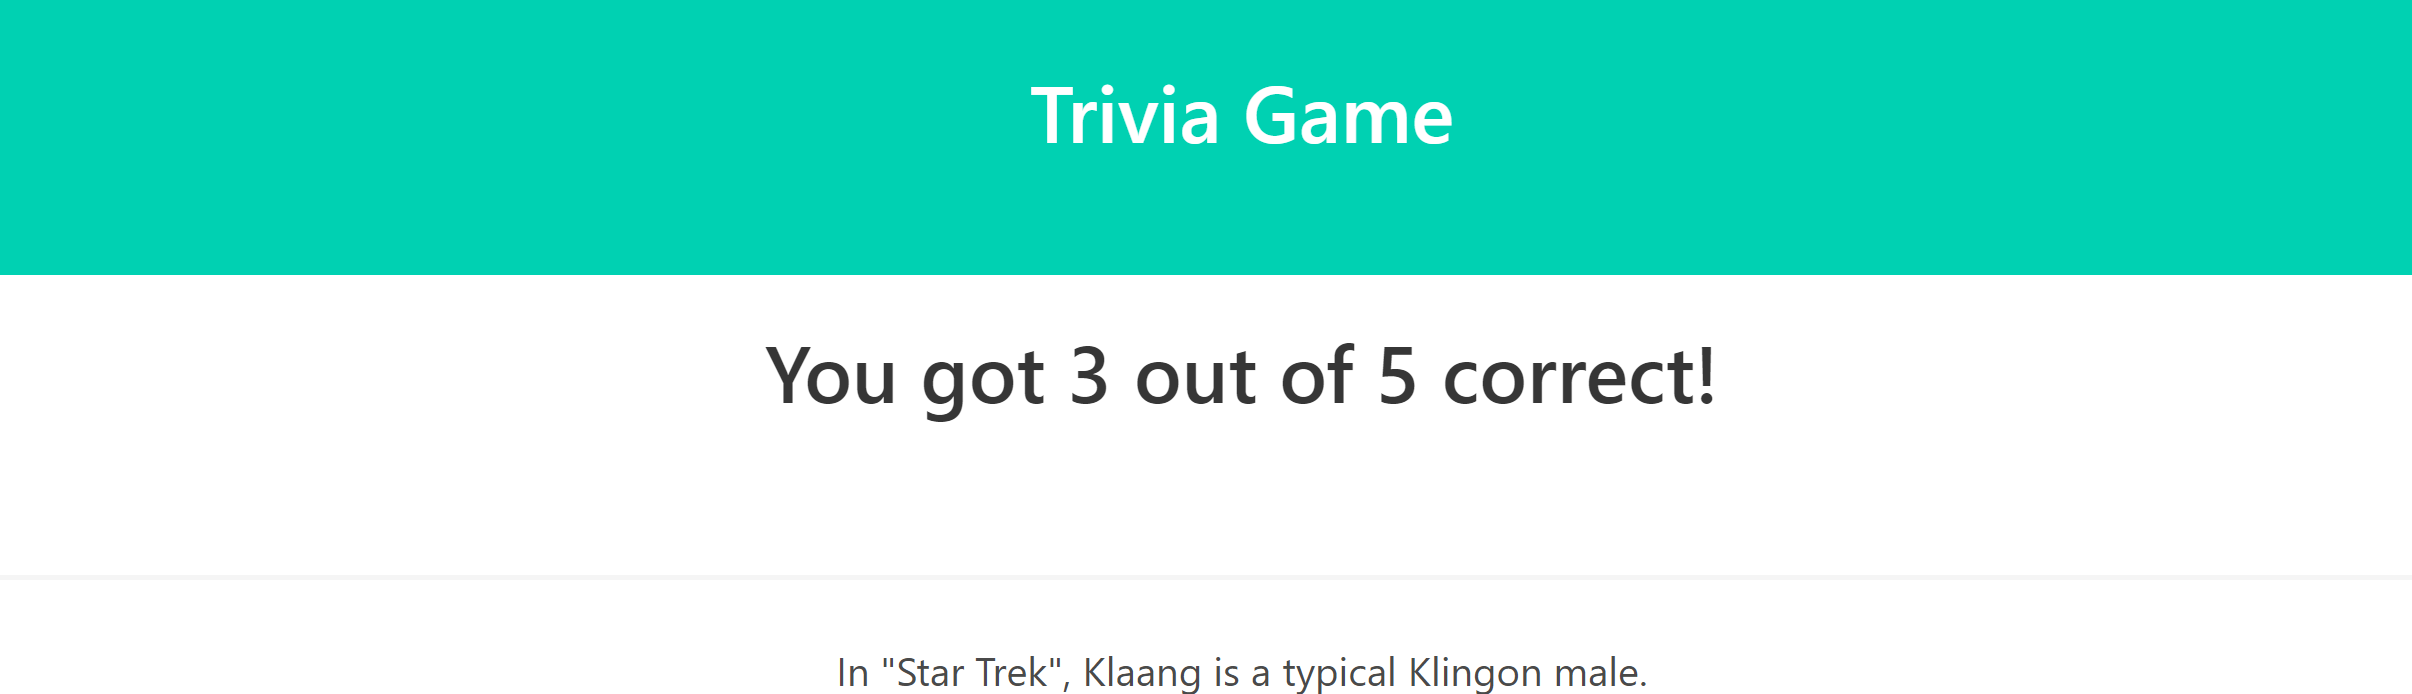 Trivia Game
You got 3 out of 5 correct!
In "Star Trek", Klaang is a typical Klingon male.